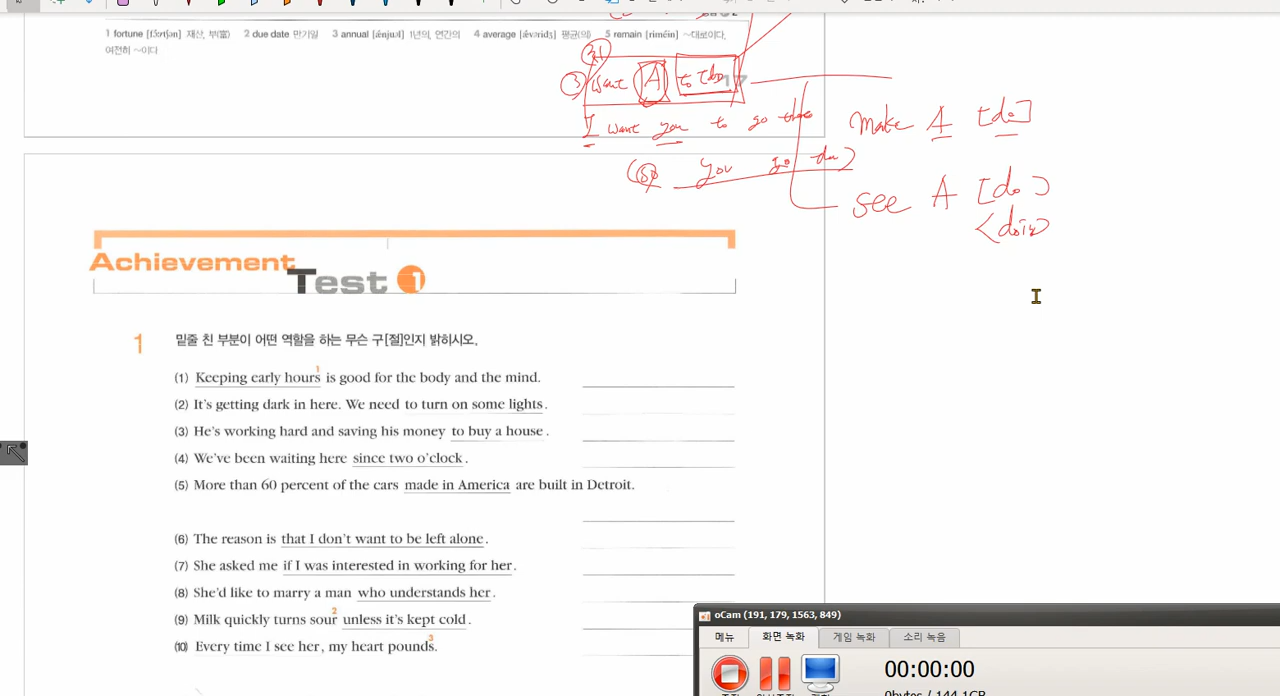 1 fortune [fɔ́ːrtʃən] 재산, 부(富) 2 due date 만기일 3 annual [ǽnjuəl] 1년의, 연간의 4 average [ǽvəridʒ] 평균(의) 5 remain [riméin] ~대로이다,
여전히 ~이다
③ want A to do 17
I want you to go there
make A [do]
you go
see A [do]
<doing>
Achievement
Test 1
1 밑줄 친 부분이 어떤 역할을 하는 무슨 구[절]인지 밝히시오.
(1) Keeping early hours¹ is good for the body and the mind.
(2) It's getting dark in here. We need to turn on some lights.
(3) He's working hard and saving his money to buy a house.
(4) We've been waiting here since two o'clock.
(5) More than 60 percent of the cars made in America are built in Detroit.
(6) The reason is that I don't want to be left alone.
(7) She asked me if I was interested in working for her.
(8) She'd like to marry a man who understands her.
(9) Milk quickly turns sour² unless it's kept cold.
(10) Every time I see her, my heart pounds³.
oCam (191, 179, 1563, 849)
메뉴 화면 녹화 게임 녹화 소리 녹음
00:00:00
0bytes / 144.1GB